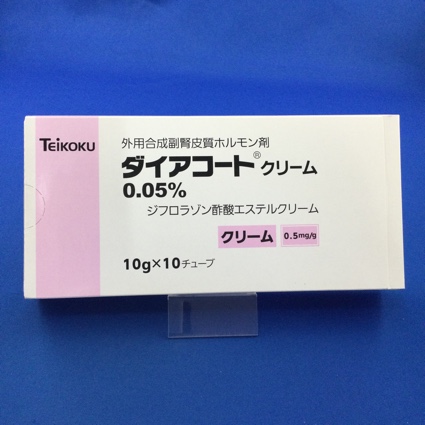 TEIKOKU
外用合成副腎皮質ホルモン剤
ダイアコート®クリーム
0.05%
ジフロラゾン酢酸エステルクリーム
クリーム 0.5mg/g
10g×10チューブ